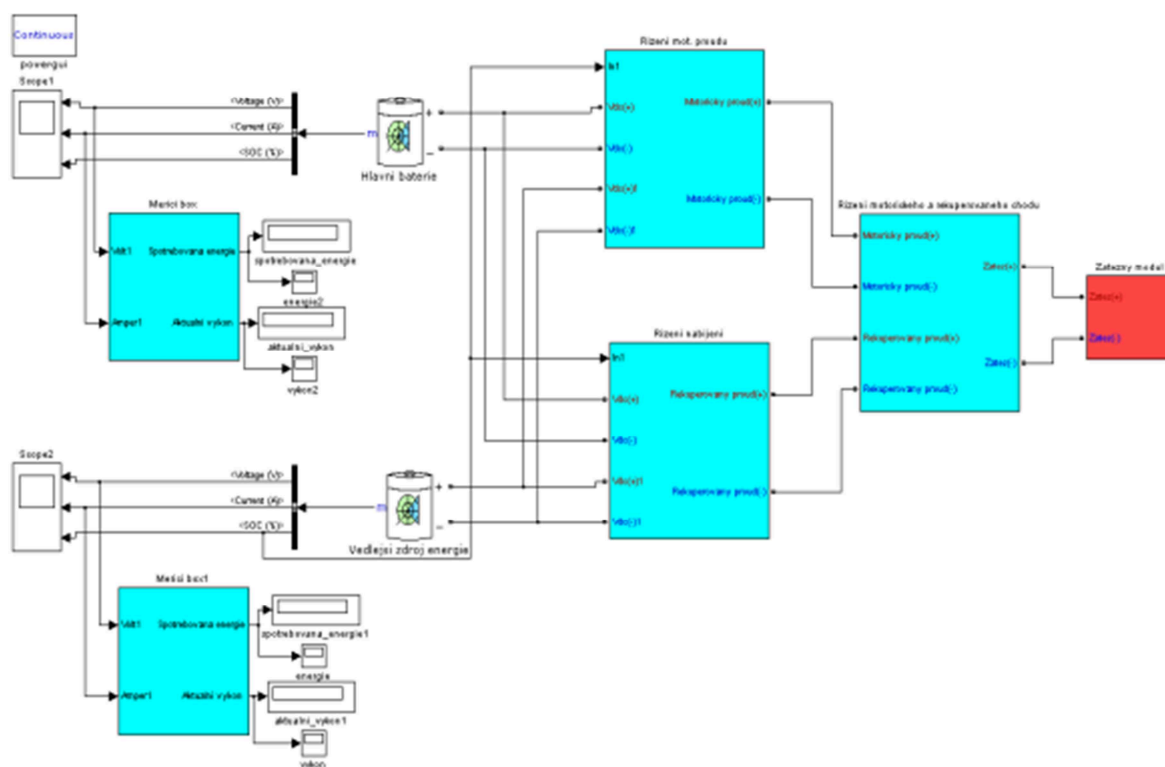 Continuous
powergui
Scope1
<Voltage (V)>
<Current (A)>
<SOC (%)>
m
+
_
Hlavni baterie
Merici box
Volt1
Amper1
Spotrebovana energie
Aktualni vykon
spotrebovana_energie
energie2
aktualni_vykon
vykon2
Rizeni mot. proudu
In1
Motoricky proud(+)
Motoricky proud(-)
Rizeni nabijeni
In1
Rekuperovany proud(+)
Rekuperovany proud(-)
Rizeni motorickeho a rekuperovaneho chodu
Motoricky proud(+)
Motoricky proud(-)
Rekuperovany proud(+)
Rekuperovany proud(-)
Zatez(+)
Zatez(-)
Zatezny modul
Zatez(+)
Zatez(-)
Scope2
<Voltage (V)>
<Current (A)>
<SOC (%)>
m
+
_
Vedlejsi zdroj energie
Merici box1
Volt1
Amper1
Spotrebovana energie
Aktualni vykon
spotrebovana_energie1
energie
aktualni_vykon1
vykon